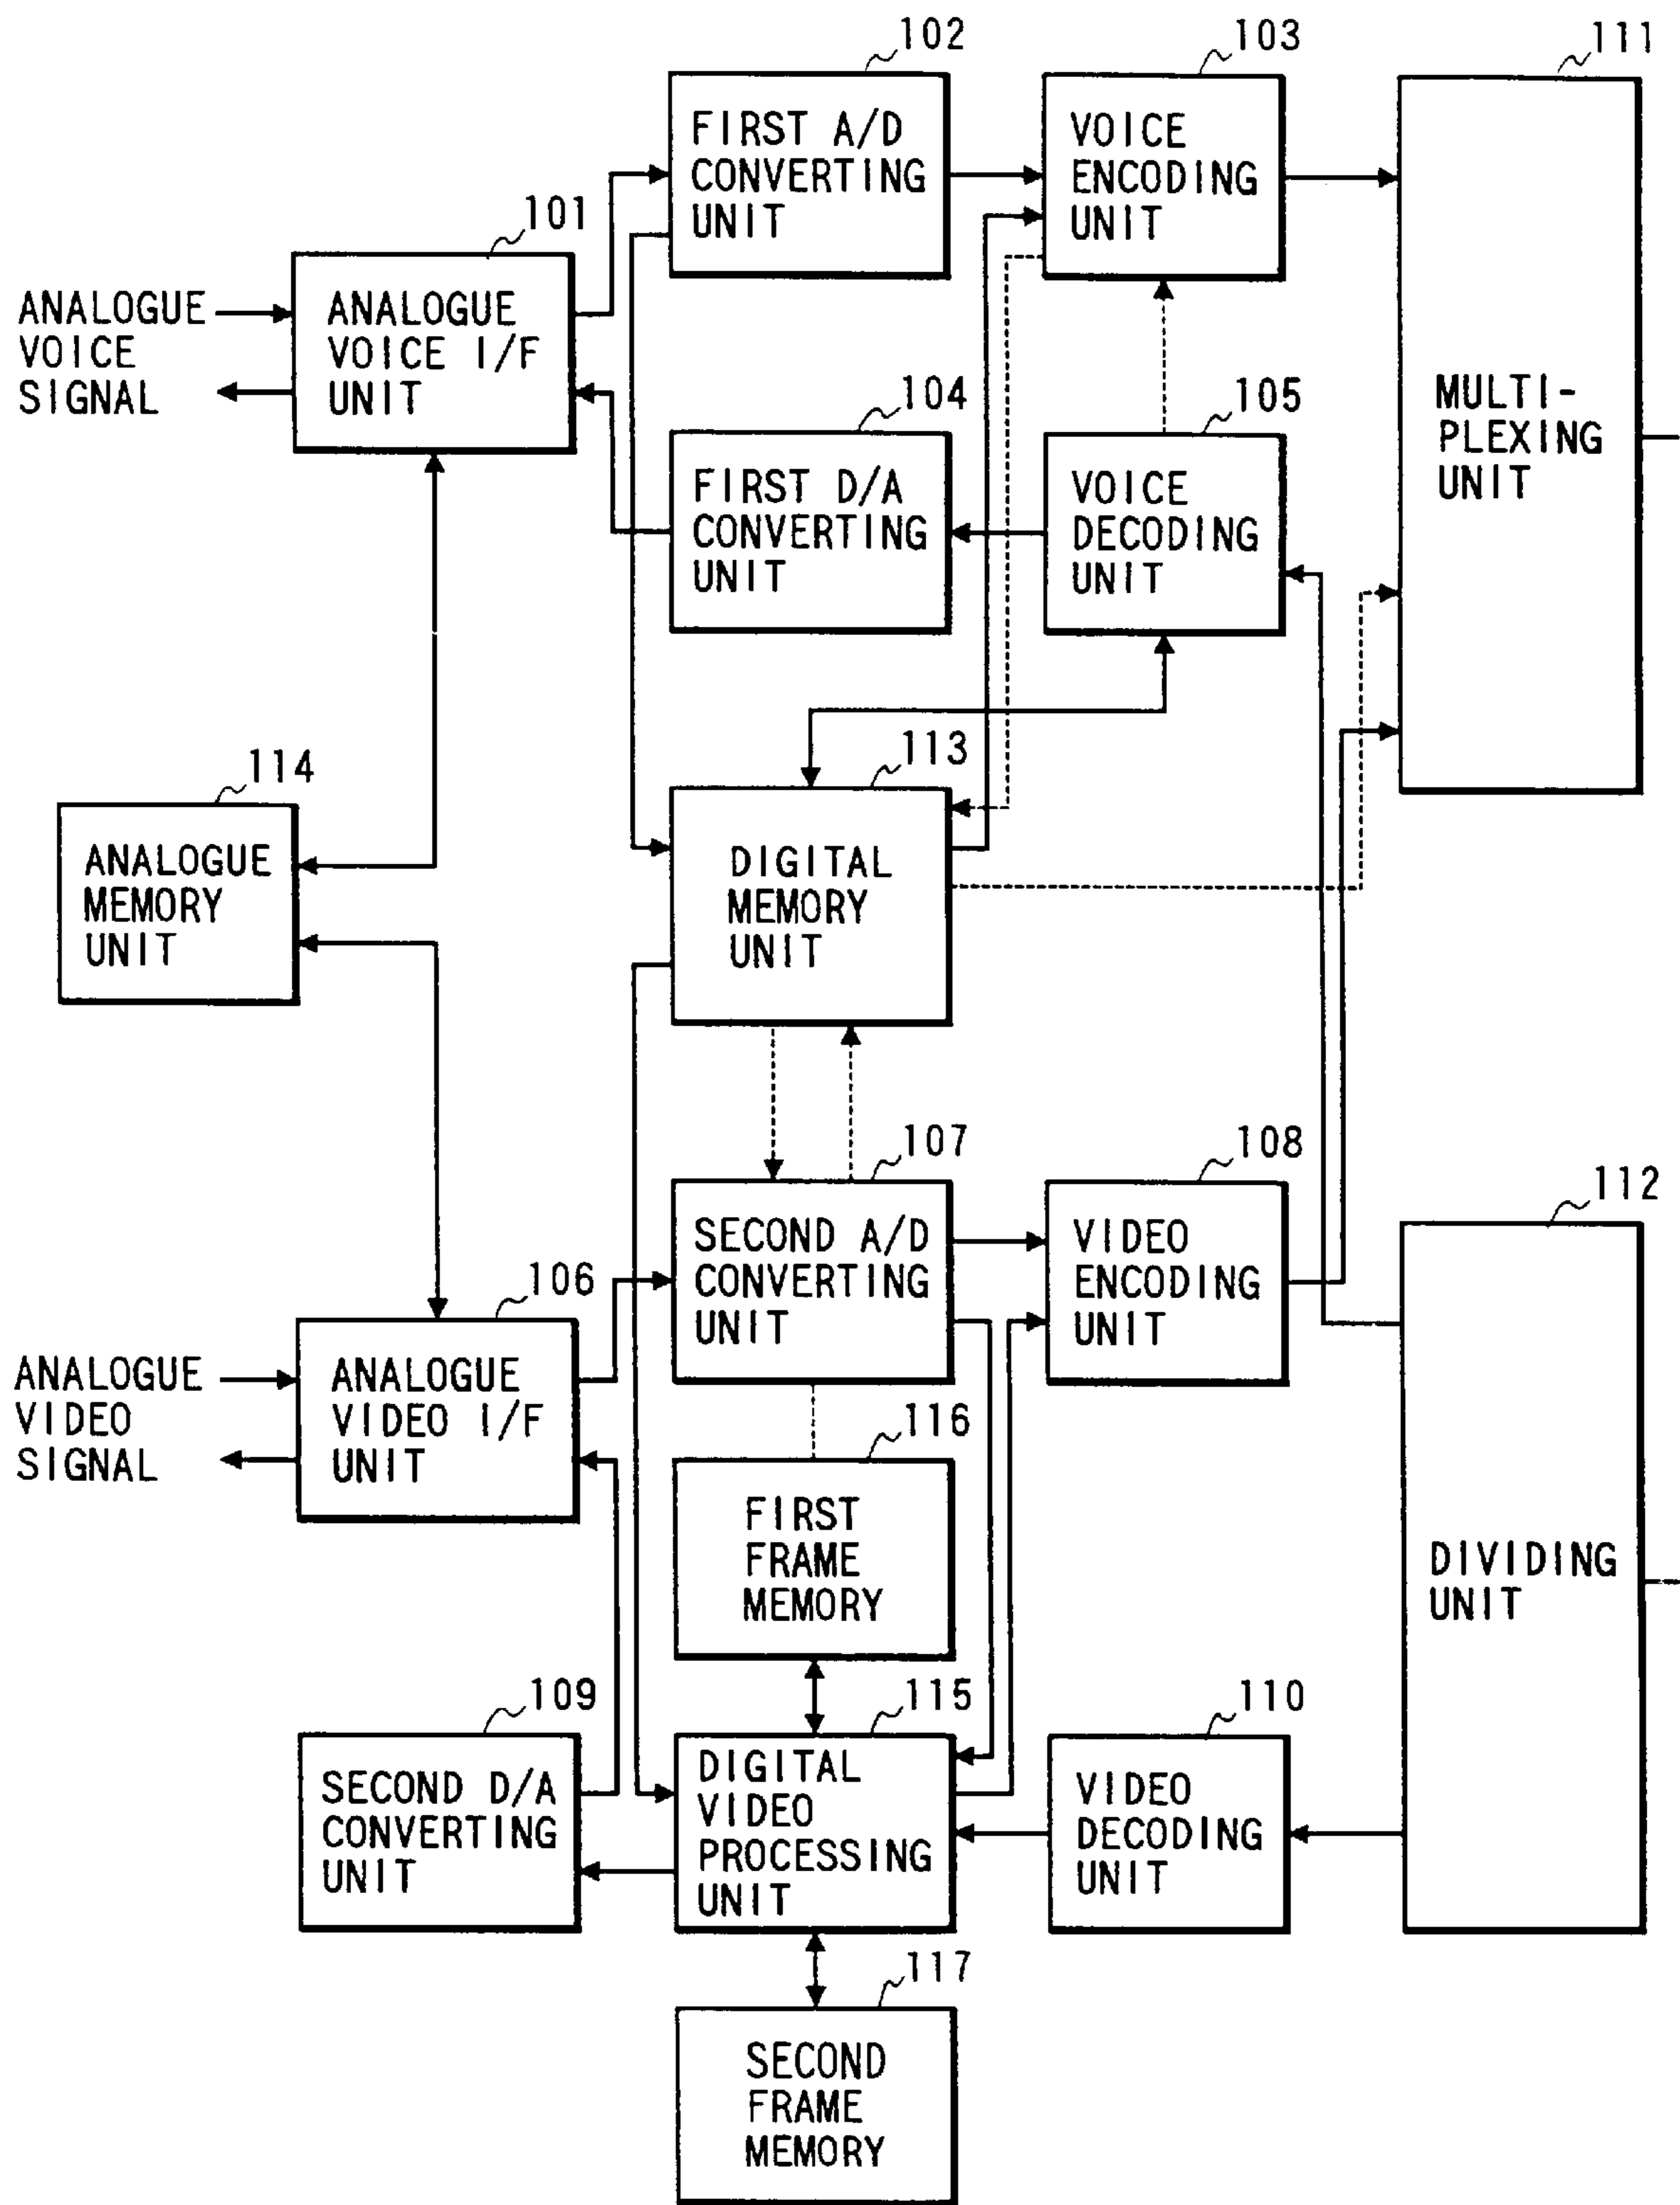 102
FIRST A/D
CONVERTING
UNIT
103
VOICE
ENCODING
UNIT
111
MULTI-
PLEXING
UNIT
101
ANALOGUE
VOICE I/F
UNIT
ANALOGUE
VOICE
SIGNAL
104
FIRST D/A
CONVERTING
UNIT
105
VOICE
DECODING
UNIT
114
ANALOGUE
MEMORY
UNIT
113
DIGITAL
MEMORY
UNIT
107
SECOND A/D
CONVERTING
UNIT
108
VIDEO
ENCODING
UNIT
112
DIVIDING
UNIT
106
ANALOGUE
VIDEO I/F
UNIT
ANALOGUE
VIDEO
SIGNAL
116
FIRST
FRAME
MEMORY
109
SECOND D/A
CONVERTING
UNIT
115
DIGITAL
VIDEO
PROCESSING
UNIT
110
VIDEO
DECODING
UNIT
117
SECOND
FRAME
MEMORY